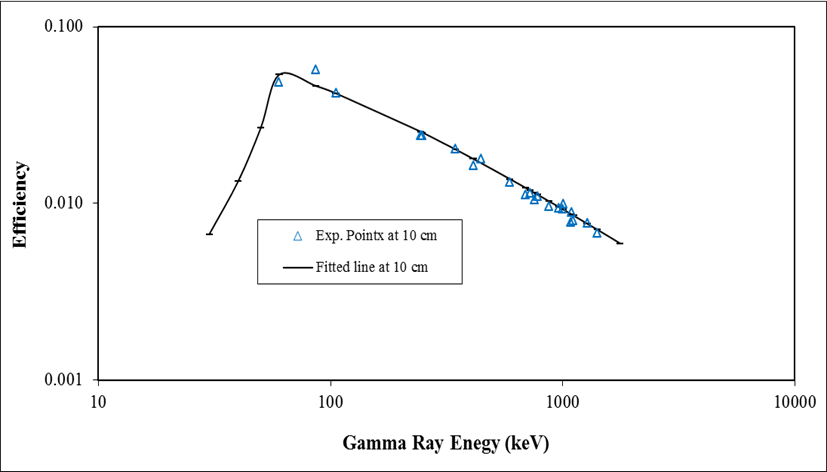 0.100
0.010
0.001
Efficiency
Exp. Pointx at 10 cm
Fitted line at 10 cm
10
100
1000
10000
Gamma Ray Enegy (keV)